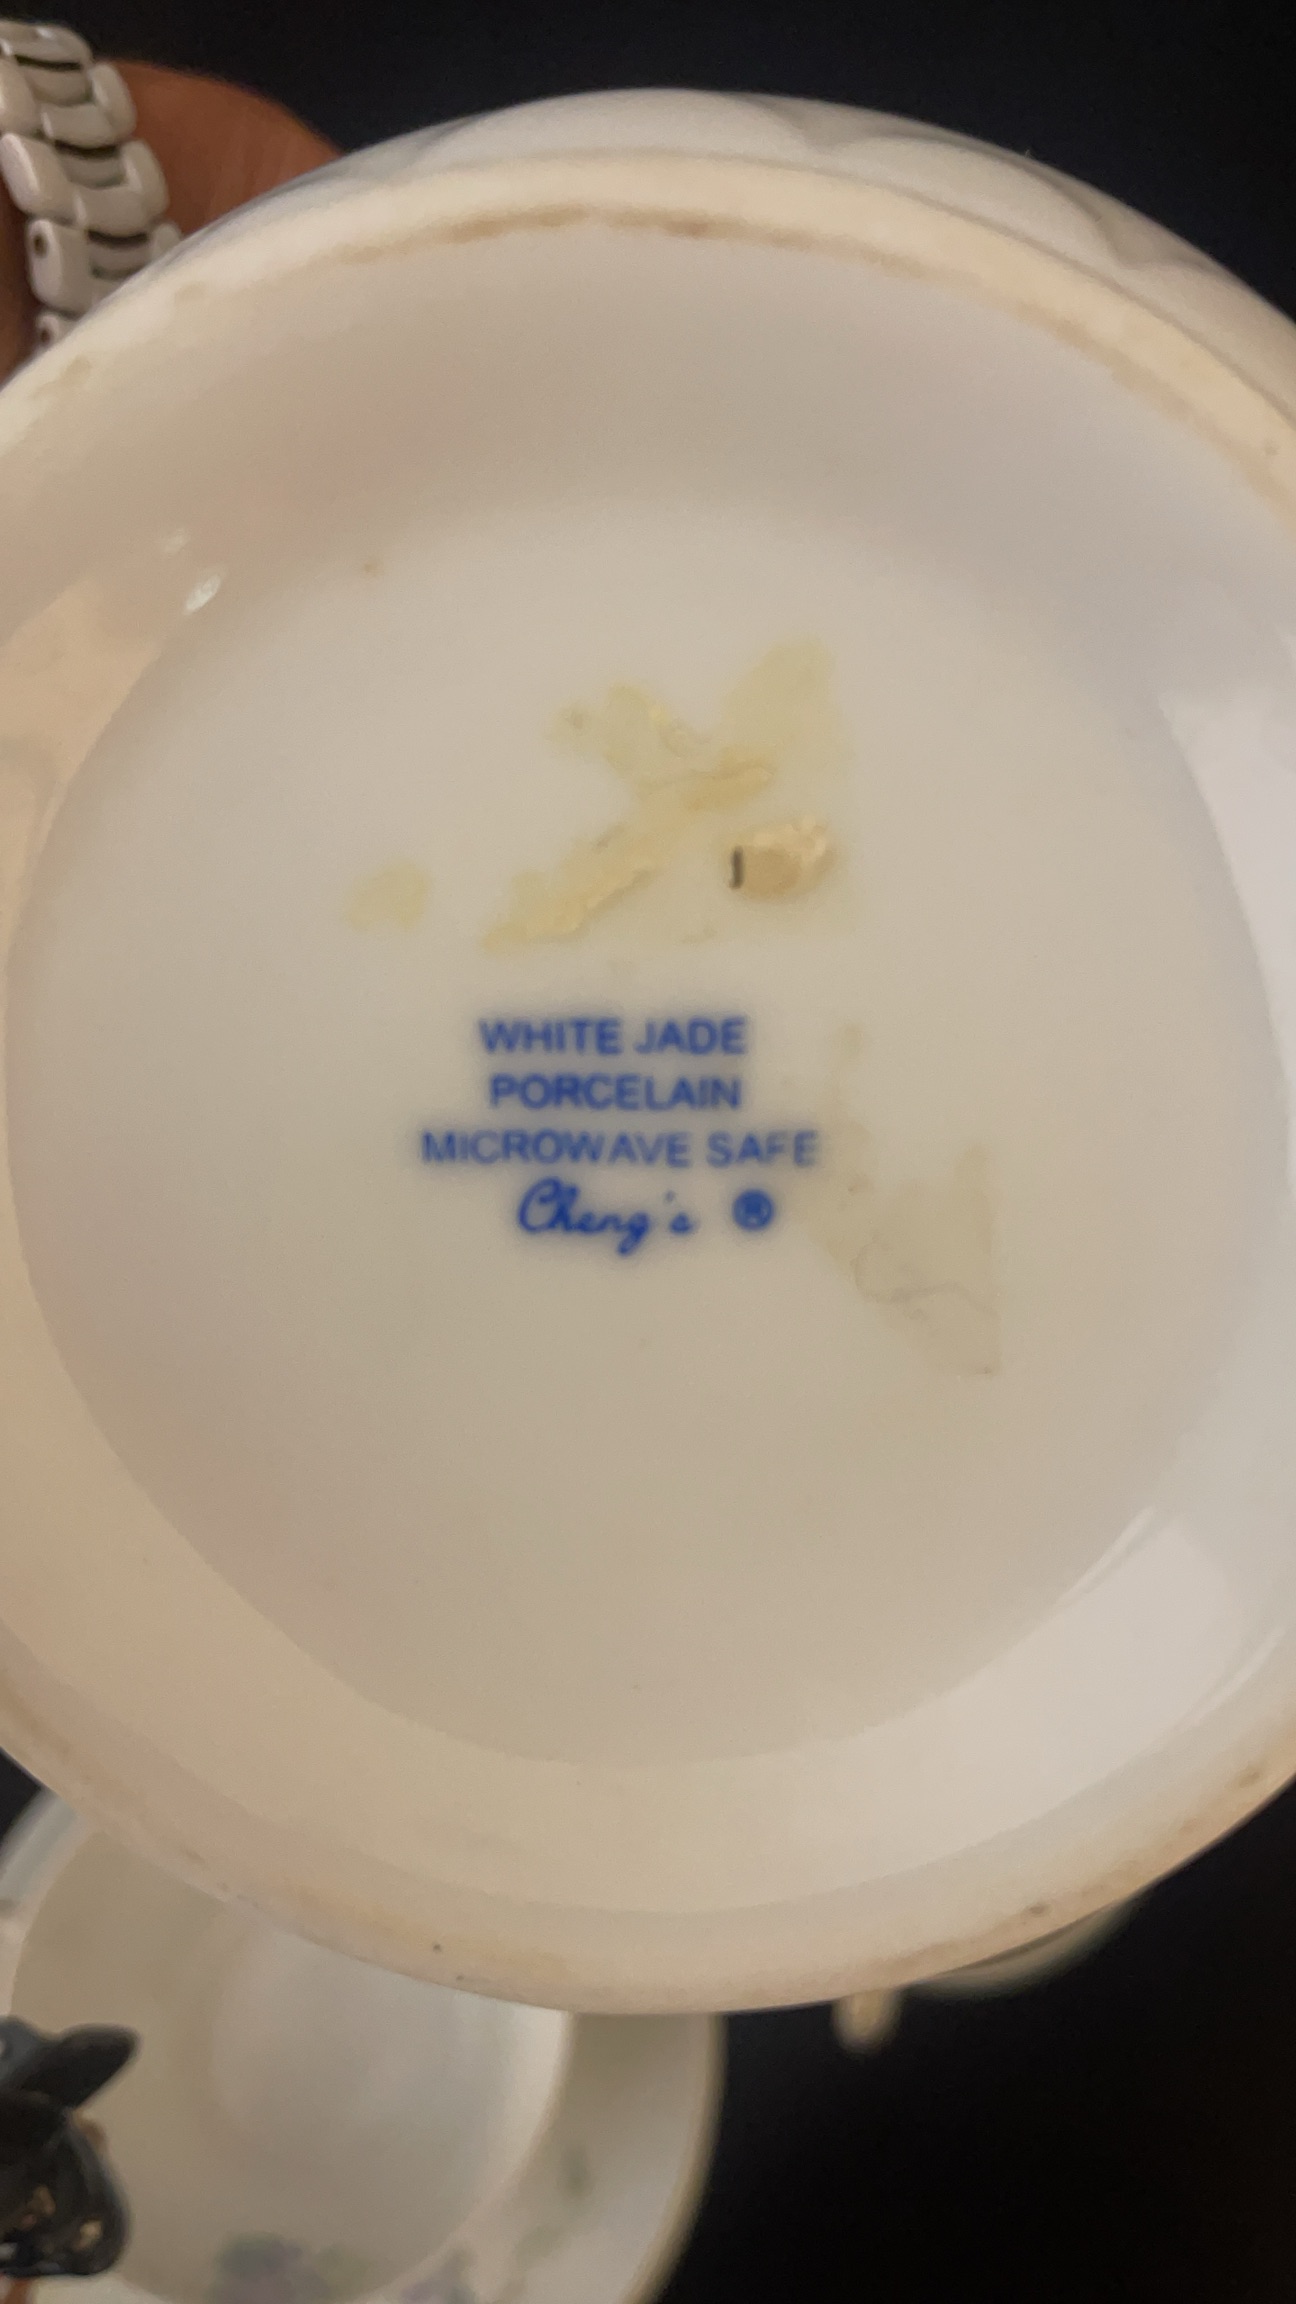 WHITE JADE
PORCELAIN
MICROWAVE SAFE
Cheng's ®